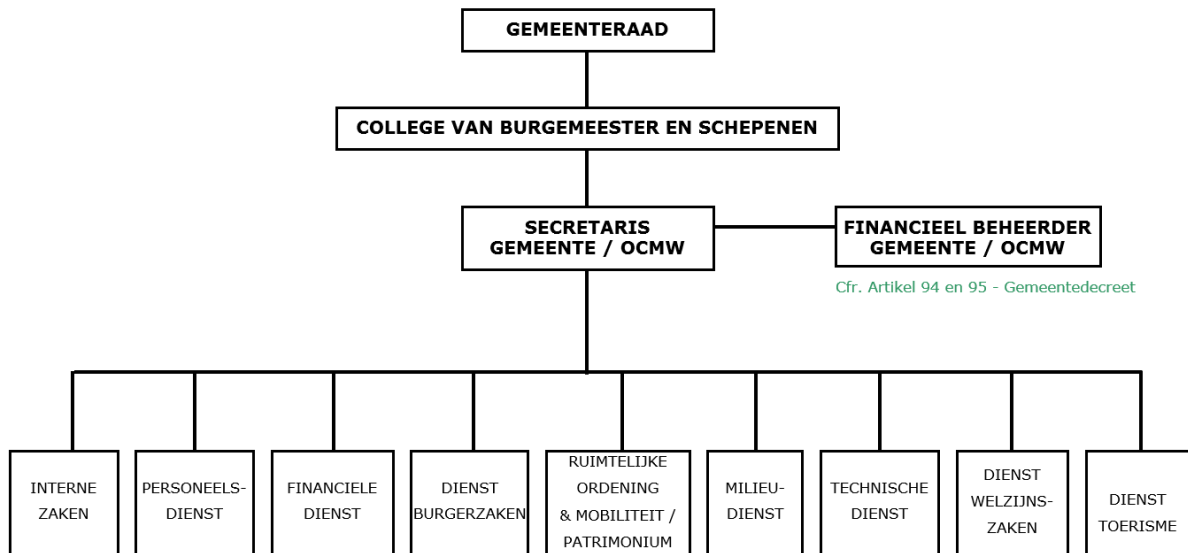 GEMEENTERAAD
COLLEGE VAN BURGEMEESTER EN SCHEPENEN
SECRETARIS
GEMEENTE / OCMW
FINANCIEEL BEHEERDER
GEMEENTE / OCMW
Cfr. Artikel 94 en 95 - Gemeentedecreet
INTERNE
ZAKEN
PERSONEELS-
DIENST
FINANCIELE
DIENST
DIENST
BURGERZAKEN
RUIMTELIJKE
ORDENING
& MOBILITEIT /
PATRIMONIUM
MILIEU-
DIENST
TECHNISCHE
DIENST
DIENST
WELZIJNS-
ZAKEN
DIENST
TOERISME